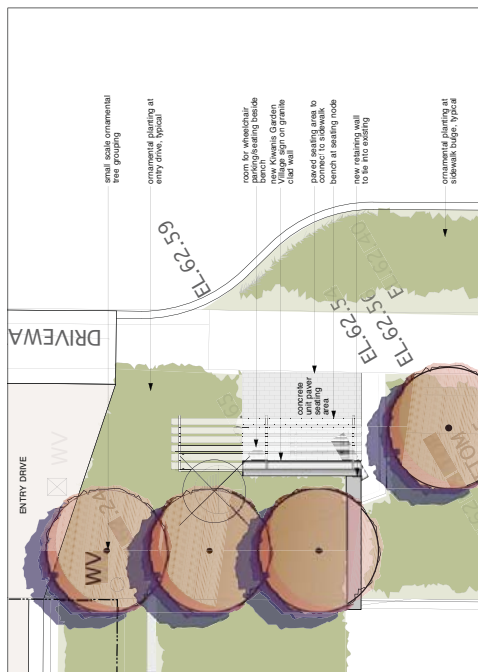 small scale ornamental
tree grouping
ornamental planting at
entry drive, typical
room for wheelchair
parking/seating beside
bench
new Kiwanis Garden
Village sign on granite
clad wall
paved seating area to
connect to sidewalk
bench at seating node
new retaining wall
to tie into existing
ornamental planting at
sidewalk bulge, typical
EL.62.59
EL.62.40
EL.62.54
EL.62.56
DRIVEWA
concrete
unit paver
seating
area
ENTRY DRIVE
WV
WV